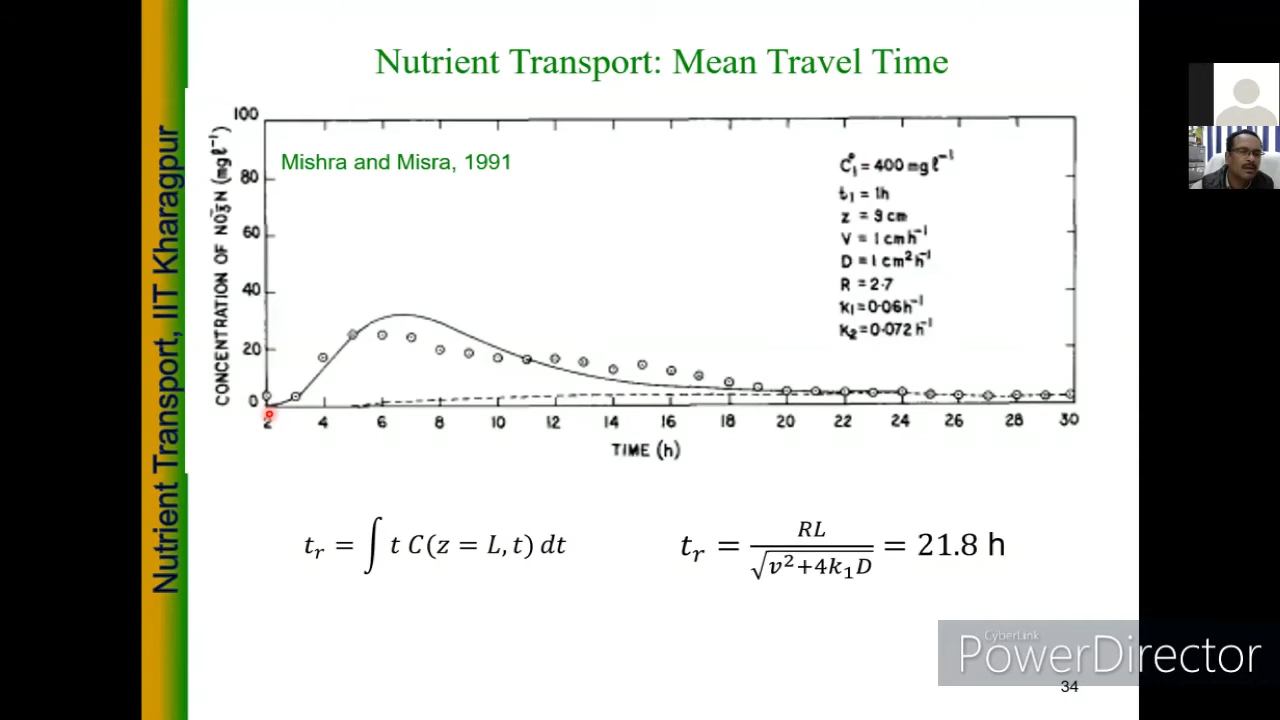 Nutrient Transport: Mean Travel Time
Nutrient Transport, IIT Kharagpur
CONCENTRATION OF NO₃⁻N (mg l⁻¹)
100
80
60
40
20
0
Mishra and Misra, 1991
C₁° = 400 mg l⁻¹
t₁ = 1h
z = 9 cm
V = 1 cm h⁻¹
D = 1 cm² h⁻¹
R = 2·7
k₁ = 0·06 h⁻¹
k₂ = 0·072 h⁻¹
2 4 6 8 10 12 14 16 18 20 22 24 26 28 30
TIME (h)
t_r = ∫ t C(z = L, t) dt
t_r = RL / √(v²+4k₁D) = 21.8 h
CyberLink
PowerDirector
34